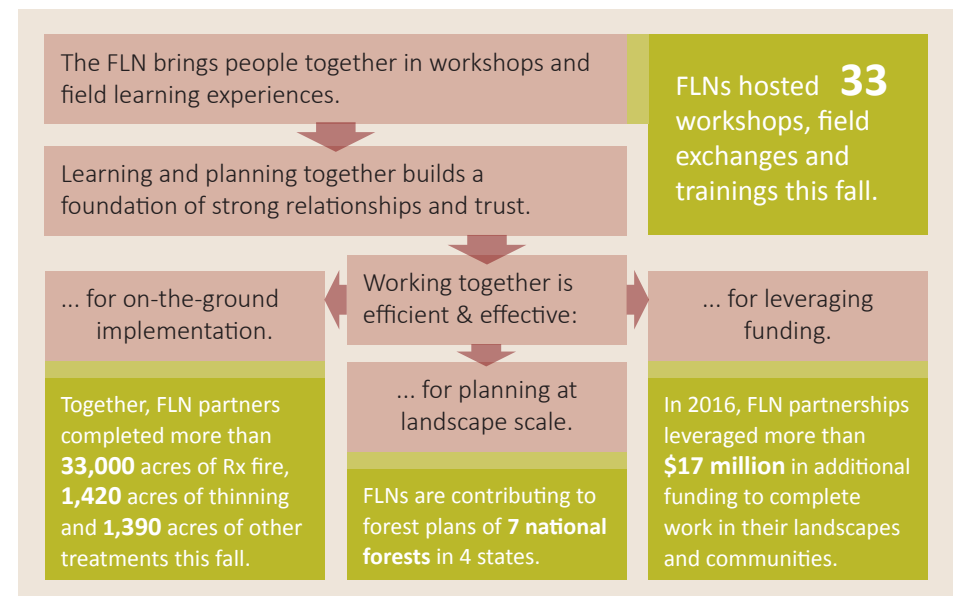 The FLN brings people together in workshops and
field learning experiences.
FLNs hosted 33
workshops, field
exchanges and
trainings this fall.
Learning and planning together builds a
foundation of strong relationships and trust.
Working together is
efficient & effective:
... for on-the-ground
implementation.
Together, FLN partners
completed more than
33,000 acres of Rx fire,
1,420 acres of thinning
and 1,390 acres of other
treatments this fall.
... for planning at
landscape scale.
FLNs are contributing to
forest plans of 7 national
forests in 4 states.
... for leveraging
funding.
In 2016, FLN partnerships
leveraged more than
$17 million in additional
funding to complete
work in their landscapes
and communities.